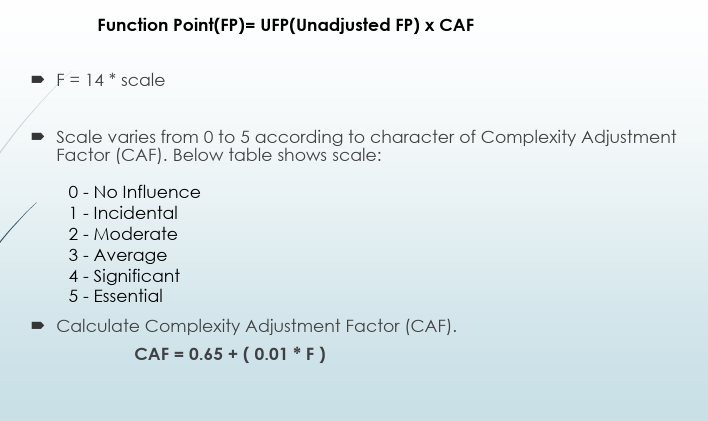 Function Point(FP)= UFP(Unadjusted FP) x CAF
F = 14 * scale
Scale varies from 0 to 5 according to character of Complexity Adjustment
Factor (CAF). Below table shows scale:
0 - No Influence
1 - Incidental
2 - Moderate
3 - Average
4 - Significant
5 - Essential
Calculate Complexity Adjustment Factor (CAF).
CAF = 0.65 + ( 0.01 * F )